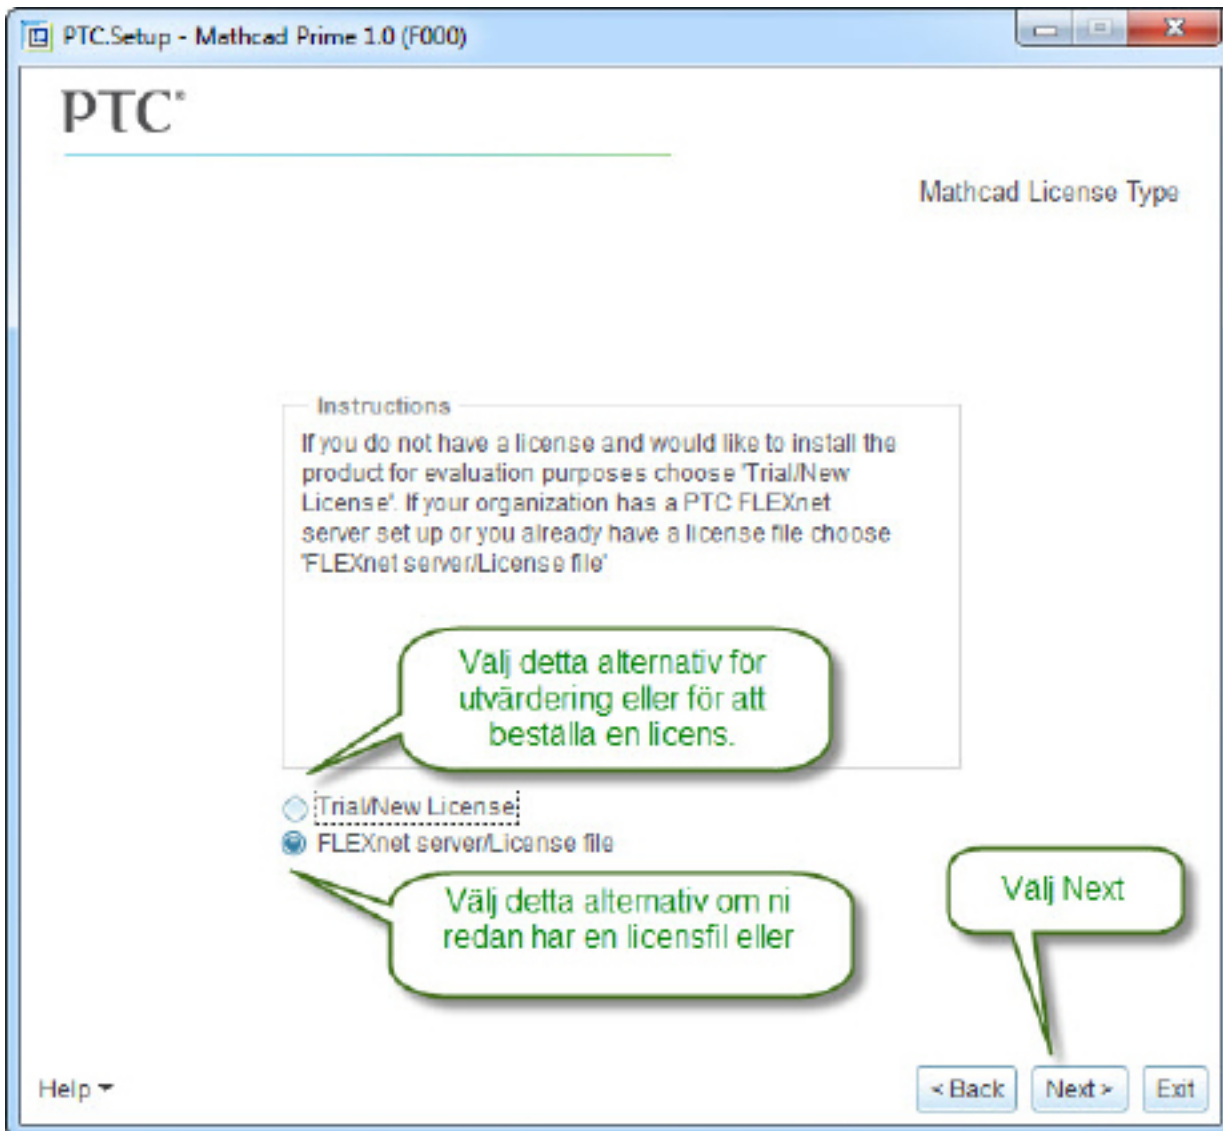 PTC.Setup - Mathcad Prime 1.0 (F000)
PTC®
Mathcad License Type
Instructions
If you do not have a license and would like to install the
product for evaluation purposes choose 'Trial/New
License'. If your organization has a PTC FLEXnet
server set up or you already have a license file choose
'FLEXnet server/License file'
Välj detta alternativ för
utvärdering eller för att
beställa en licens.
Trial/New License
FLEXnet server/License file
Välj detta alternativ om ni
redan har en licensfil eller
Välj Next
Help
< Back
Next >
Exit